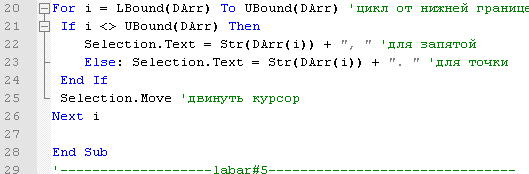 20 For i = LBound(DArr) To UBound(DArr) 'цикл от нижней границе
21 If i <> UBound(DArr) Then
22 Selection.Text = Str(DArr(i)) + ", " 'для запятой
23 Else: Selection.Text = Str(DArr(i)) + ". " 'для точки
24 End If
25 Selection.Move 'двинуть курсор
26 Next i
27
28 End Sub
29 '--------------------labar#5--------------------------------